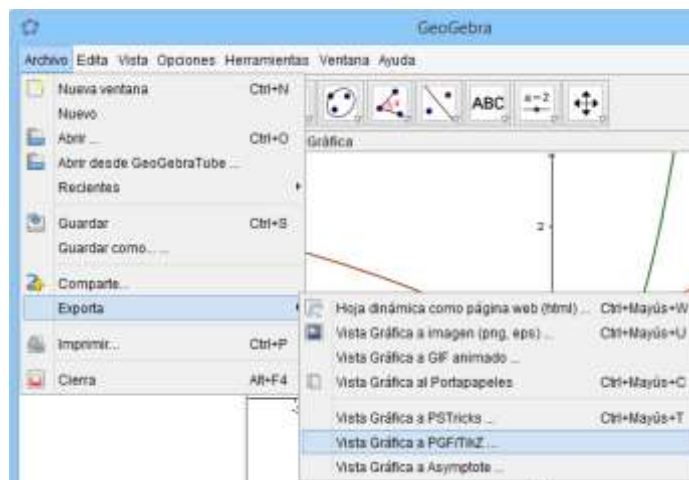 GeoGebra
Archivo Edita Vista Opciones Herramientas Ventana Ayuda
Nueva ventana Ctrl+N
Nuevo
Abrir ... Ctrl+O
Abrir desde GeoGebraTube ...
Recientes
Guardar Ctrl+S
Guardar como... ...
Comparte...
Exporta
Imprimir... Ctrl+P
Cierra Alt+F4
ABC a=2
Gráfica
2
Hoja dinámica como página web (html) ... Ctrl+Mayús+W
Vista Gráfica a imagen (png, eps) ... Ctrl+Mayús+U
Vista Gráfica a GIF animado ...
Vista Gráfica al Portapapeles Ctrl+Mayús+C
Vista Gráfica a PSTricks ... Ctrl+Mayús+T
Vista Gráfica a PGF/TikZ ...
Vista Gráfica a Asymptote ...